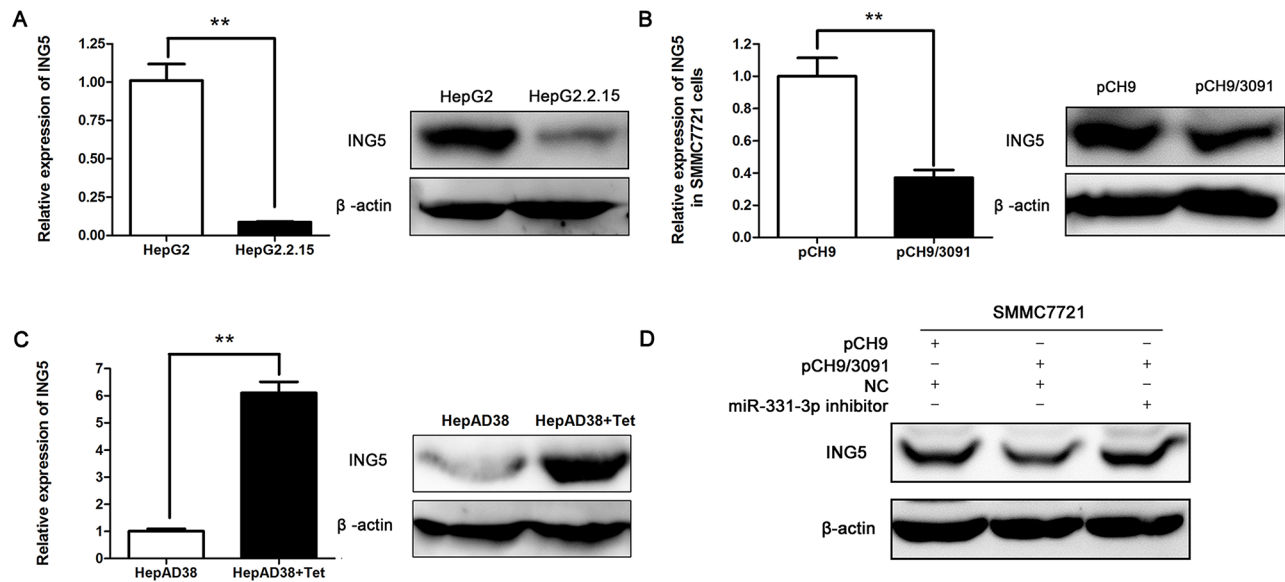 A
**
Relative expression of ING5
1.25
1.00
0.75
0.50
0.25
0.00
HepG2
HepG2.2.15
HepG2
HepG2.2.15
ING5
β -actin
B
**
Relative expression of ING5
in SMMC7721 cells
1.2
1.0
0.8
0.6
0.4
0.2
0.0
pCH9
pCH9/3091
pCH9
pCH9/3091
ING5
β -actin
C
**
Relative expression of ING5
7
6
5
4
3
2
1
0
HepAD38
HepAD38+Tet
HepAD38
HepAD38+Tet
ING5
β -actin
D
SMMC7721
pCH9 + − −
pCH9/3091 − + +
NC + + −
miR-331-3p inhibitor − − +
ING5
β-actin